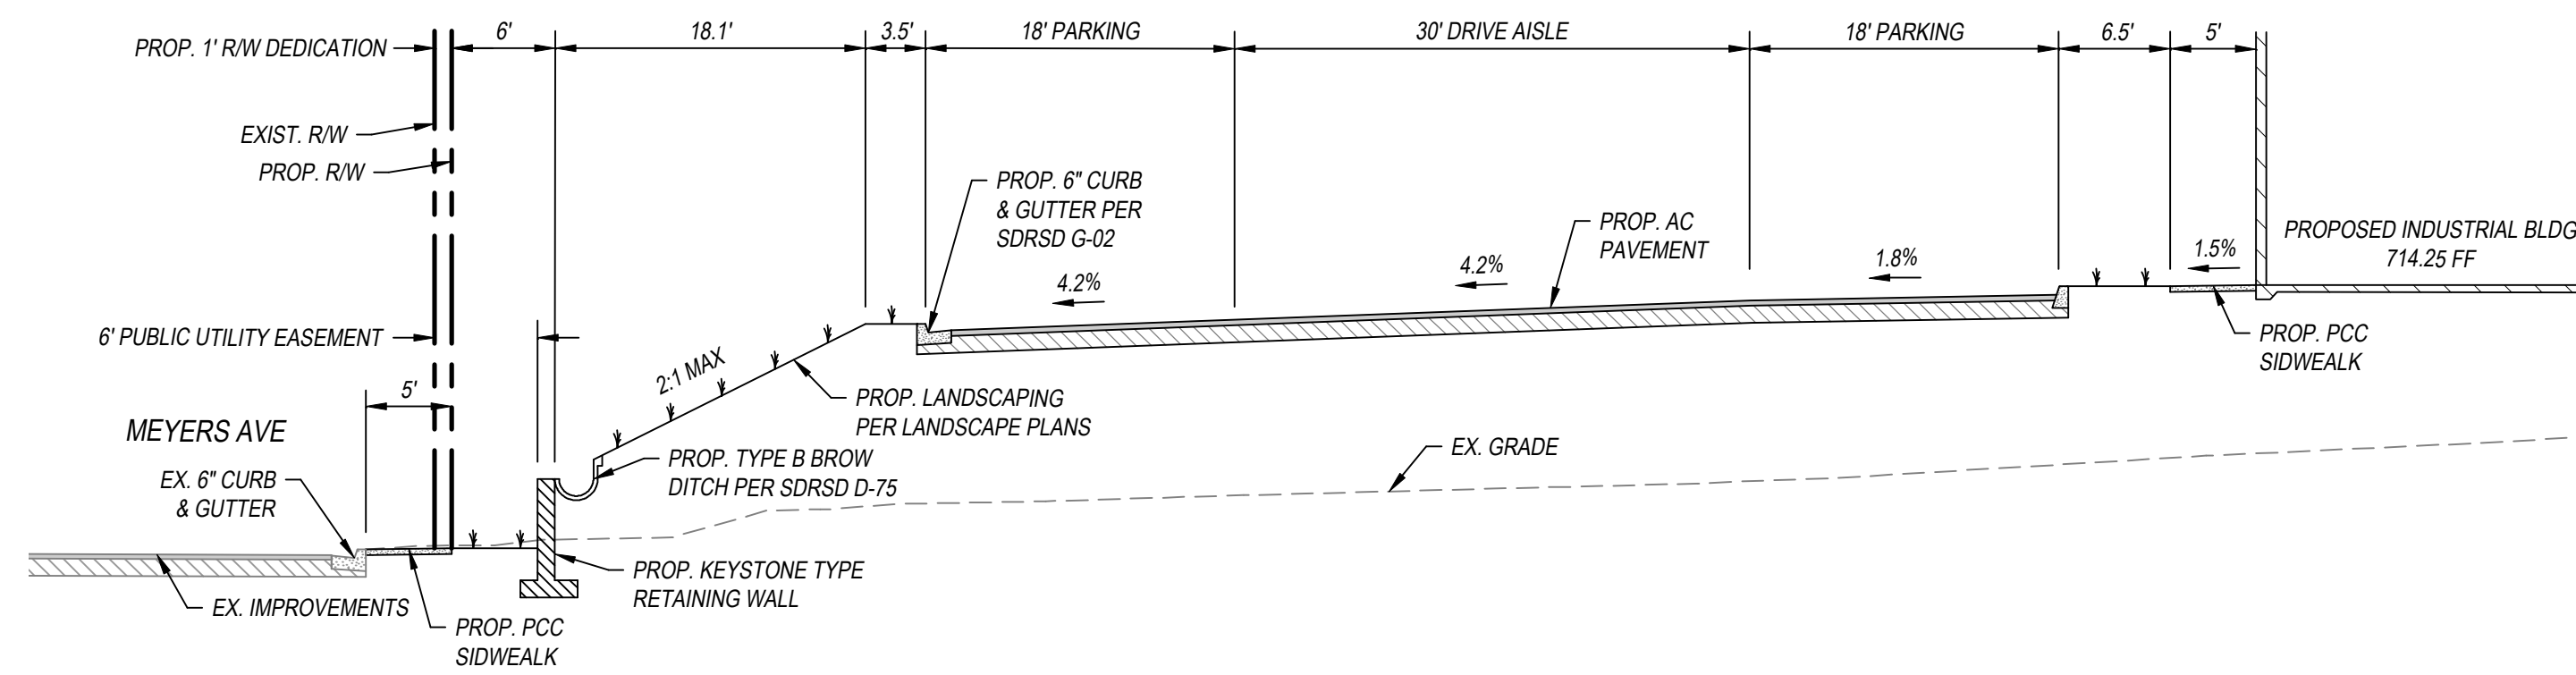 6'
18.1'
3.5'
18' PARKING
30' DRIVE AISLE
18' PARKING
6.5'
5'
PROP. 1' R/W DEDICATION
EXIST. R/W
PROP. R/W
PROP. 6" CURB
& GUTTER PER
SDRSD G-02
PROP. AC
PAVEMENT
4.2%
4.2%
1.8%
1.5%
PROPOSED INDUSTRIAL BLDG
714.25 FF
6' PUBLIC UTILITY EASEMENT
2:1 MAX
PROP. PCC
SIDWEALK
5'
PROP. LANDSCAPING
PER LANDSCAPE PLANS
MEYERS AVE
EX. GRADE
EX. 6" CURB
& GUTTER
PROP. TYPE B BROW
DITCH PER SDRSD D-75
PROP. KEYSTONE TYPE
RETAINING WALL
EX. IMPROVEMENTS
PROP. PCC
SIDWEALK